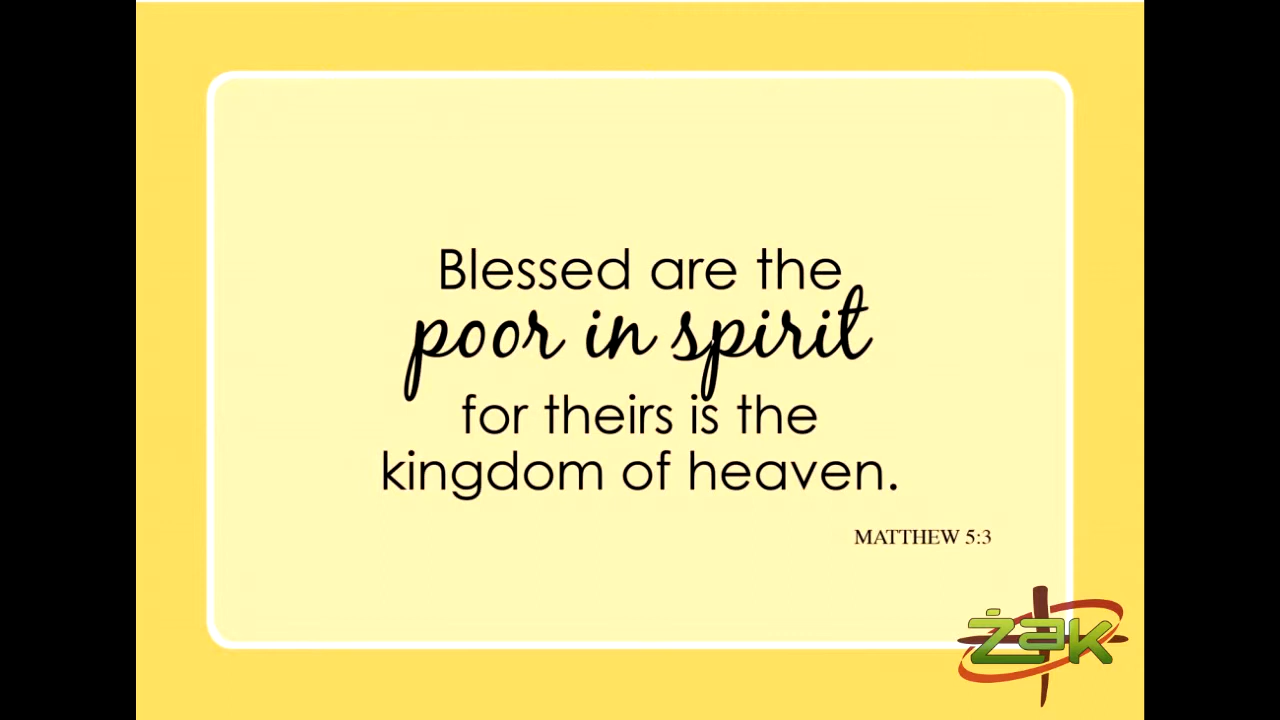 Blessed are the
poor in spirit
for theirs is the
kingdom of heaven.
MATTHEW 5:3
żak